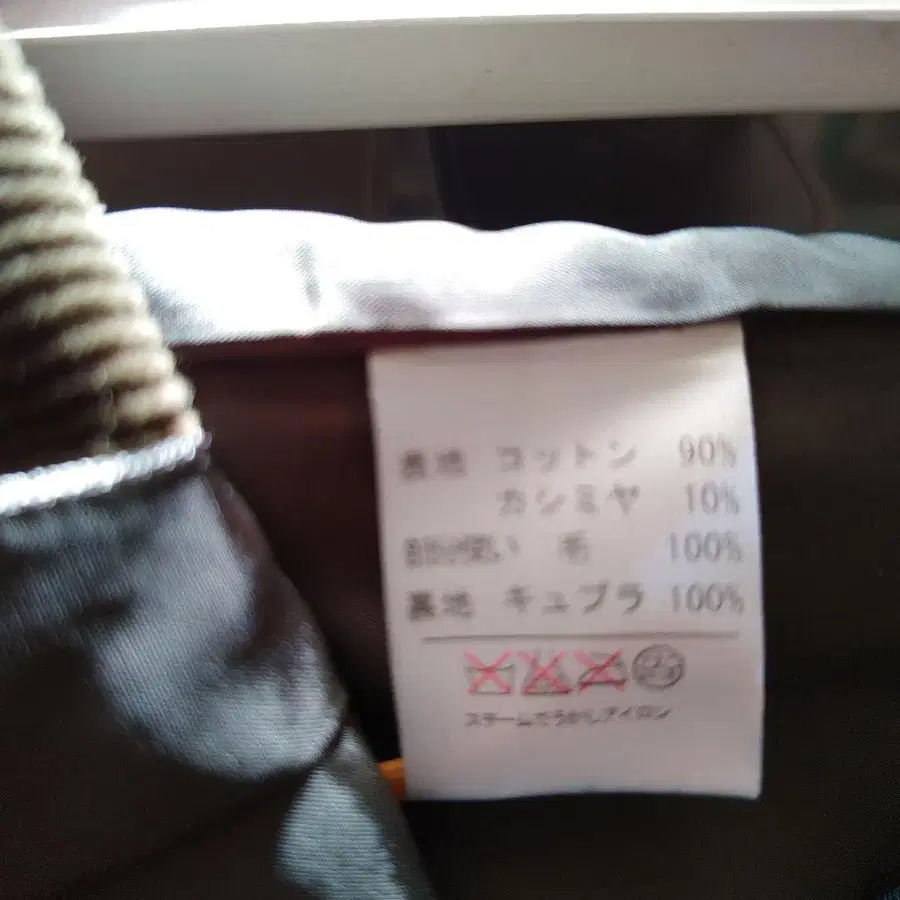 表地 コットン 90%
カシミヤ 10%
部分使い 毛 100%
裏地 キュプラ 100%
スチームでうかしアイロン